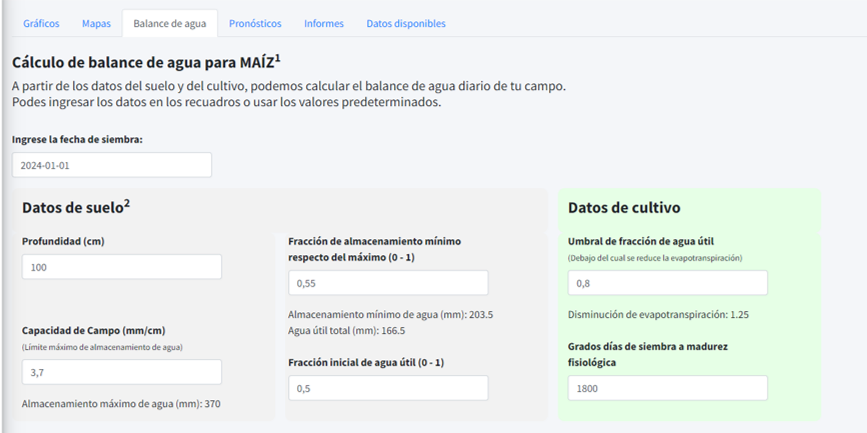 Gráficos Mapas Balance de agua Pronósticos Informes Datos disponibles
Cálculo de balance de agua para MAÍZ1
A partir de los datos del suelo y del cultivo, podemos calcular el balance de agua diario de tu campo.
Podes ingresar los datos en los recuadros o usar los valores predeterminados.
Ingrese la fecha de siembra:
2024-01-01
Datos de suelo2
Profundidad (cm)
100
Capacidad de Campo (mm/cm)
(Límite máximo de almacenamiento de agua)
3,7
Almacenamiento máximo de agua (mm): 370
Fracción de almacenamiento mínimo
respecto del máximo (0 - 1)
0,55
Almacenamiento mínimo de agua (mm): 203.5
Agua útil total (mm): 166.5
Fracción inicial de agua útil (0 - 1)
0,5
Datos de cultivo
Umbral de fracción de agua útil
(Debajo del cual se reduce la evapotranspiración)
0,8
Disminución de evapotranspiración: 1.25
Grados días de siembra a madurez
fisiológica
1800